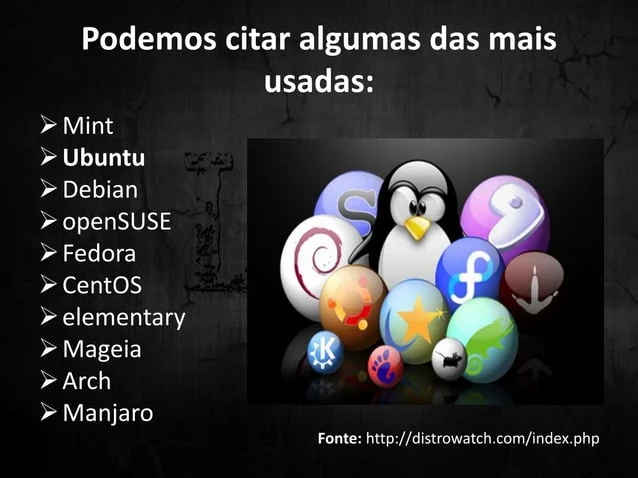 Podemos citar algumas das mais
usadas:
Mint
Ubuntu
Debian
openSUSE
Fedora
CentOS
elementary
Mageia
Arch
Manjaro
Fonte: http://distrowatch.com/index.php